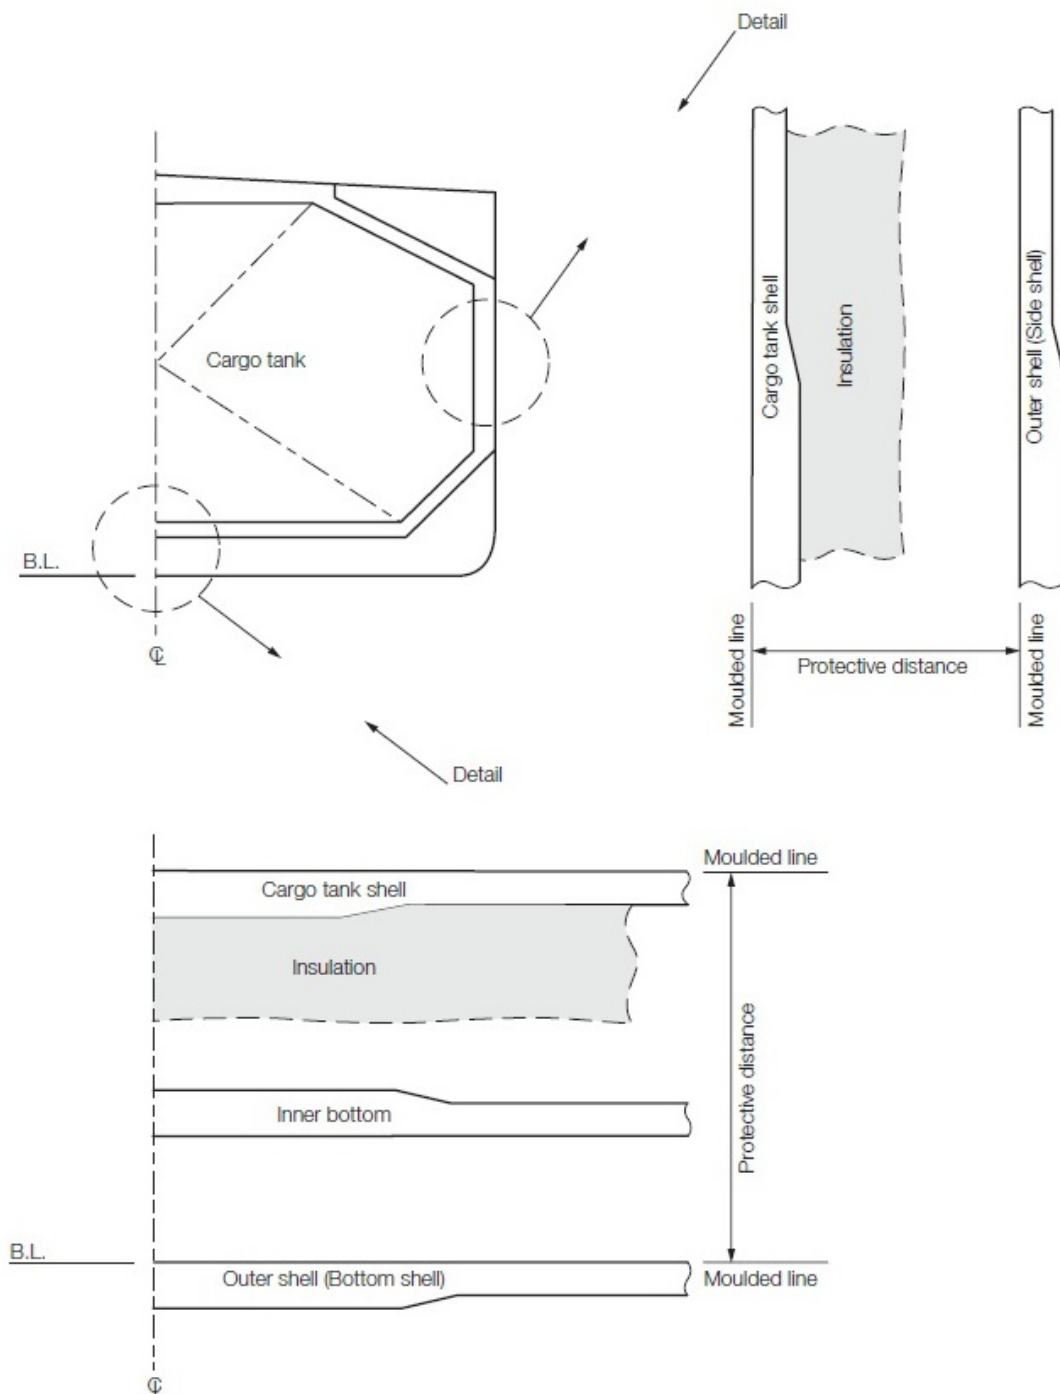 Detail
Cargo tank
B.L.
℄
Cargo tank shell
Insulation
Outer shell (Side shell)
Moulded line
Protective distance
Moulded line
Detail
Moulded line
Cargo tank shell
Insulation
Protective distance
Inner bottom
B.L.
Outer shell (Bottom shell)
Moulded line
℄